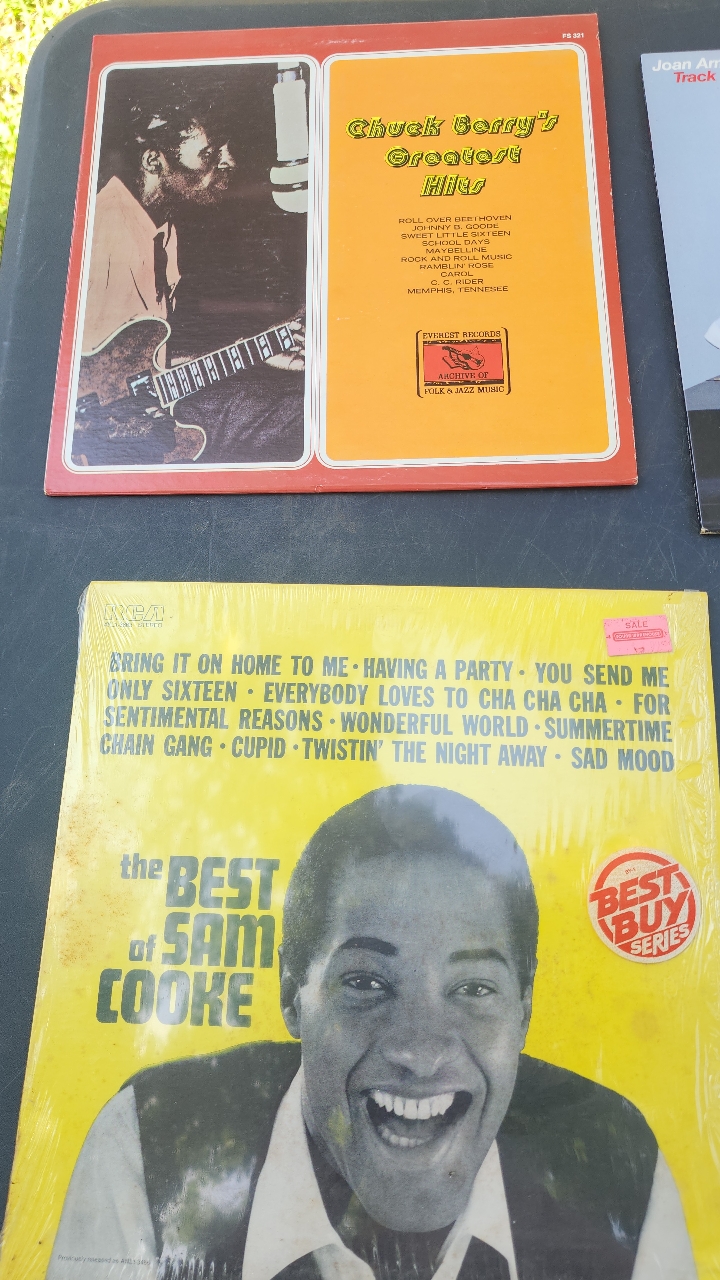 FS 321
Chuck Berry's
Greatest
Hits
ROLL OVER BEETHOVEN
JOHNNY B. GOODE
SWEET LITTLE SIXTEEN
SCHOOL DAYS
MAYBELLINE
ROCK AND ROLL MUSIC
RAMBLIN' ROSE
CAROL
C. C. RIDER
MEMPHIS, TENNESEE
EVEREST RECORDS
ARCHIVE OF
FOLK & JAZZ MUSIC
Joan Arm
Track
RCA
SALE
BRING IT ON HOME TO ME • HAVING A PARTY • YOU SEND ME
ONLY SIXTEEN • EVERYBODY LOVES TO CHA CHA CHA • FOR
SENTIMENTAL REASONS • WONDERFUL WORLD • SUMMERTIME
CHAIN GANG • CUPID • TWISTIN' THE NIGHT AWAY • SAD MOOD
the BEST
of SAM
COOKE
BEST
BUY
SERIES